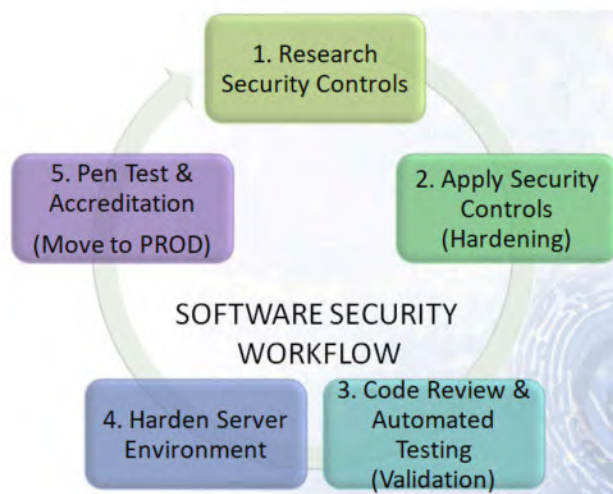 1. Research
Security Controls
2. Apply Security
Controls
(Hardening)
3. Code Review &
Automated
Testing
(Validation)
4. Harden Server
Environment
5. Pen Test &
Accreditation
(Move to PROD)
SOFTWARE SECURITY
WORKFLOW